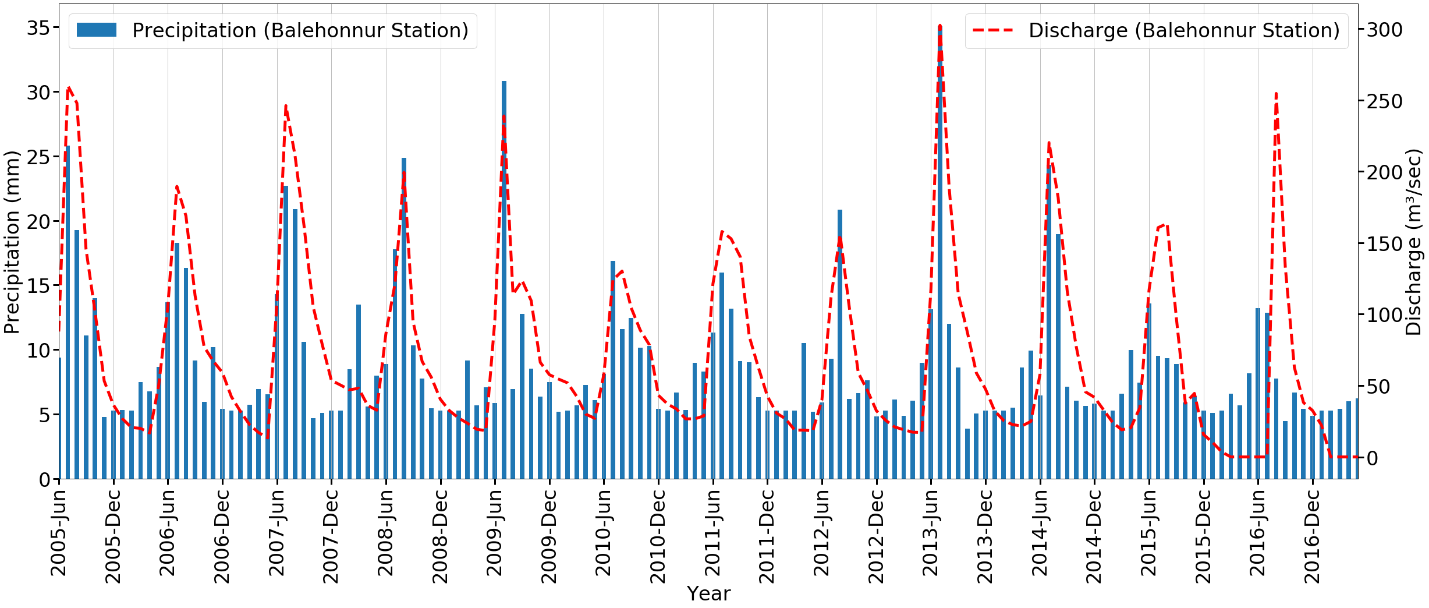 Precipitation (Balehonnur Station)
Discharge (Balehonnur Station)
Precipitation (mm)
35
30
25
20
15
10
5
0
300
250
200
150
100
50
0
Discharge (m³/sec)
2005-Jun
2005-Dec
2006-Jun
2006-Dec
2007-Jun
2007-Dec
2008-Jun
2008-Dec
2009-Jun
2009-Dec
2010-Jun
2010-Dec
2011-Jun
2011-Dec
2012-Jun
2012-Dec
2013-Jun
2013-Dec
2014-Jun
2014-Dec
2015-Jun
2015-Dec
2016-Jun
2016-Dec
Year